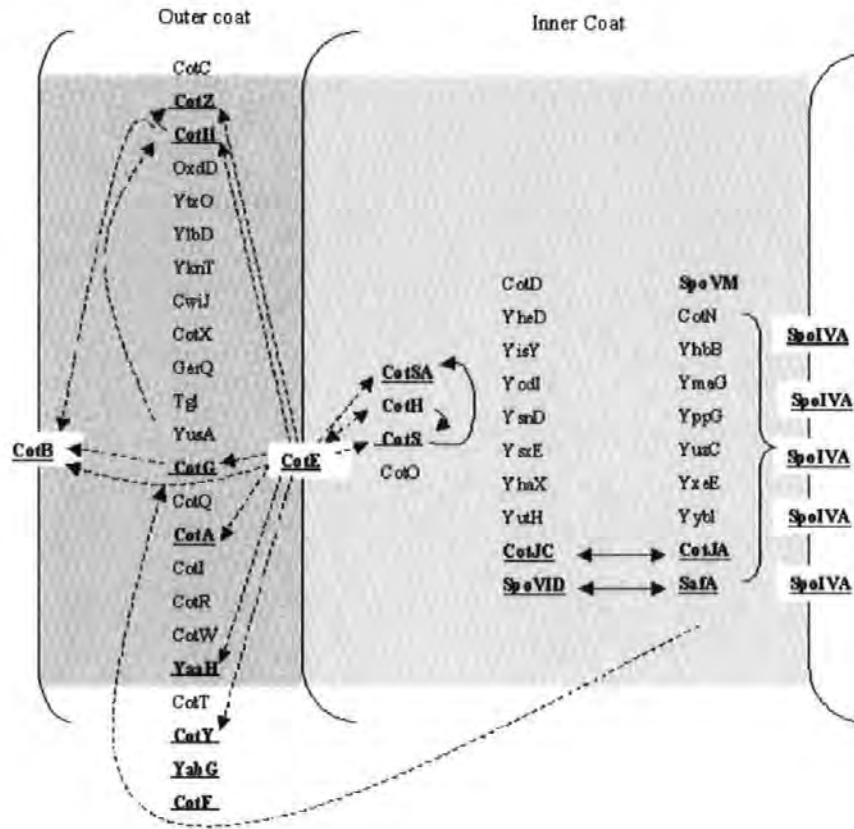 Outer coat
Inner Coat
CotC
CotZ
CotH
OxdD
YtxO
YlbD
YknT
CwlJ
CotX
GerQ
Tgl
YusA
CotG
CotQ
CotA
CotI
CotR
CotW
YaaH
CotT
CotY
YabG
CotF
CotB
CotE
CotSA
CotH
CotS
CotO
CotD
YheD
YisY
YodI
YsnD
YsxE
YhaX
YutH
CotJC
SpoVID
SpoVM
CotN
YhbB
YmaG
YppG
YuzC
YxeE
YybI
CotJA
SafA
SpoIVA
SpoIVA
SpoIVA
SpoIVA
SpoIVA